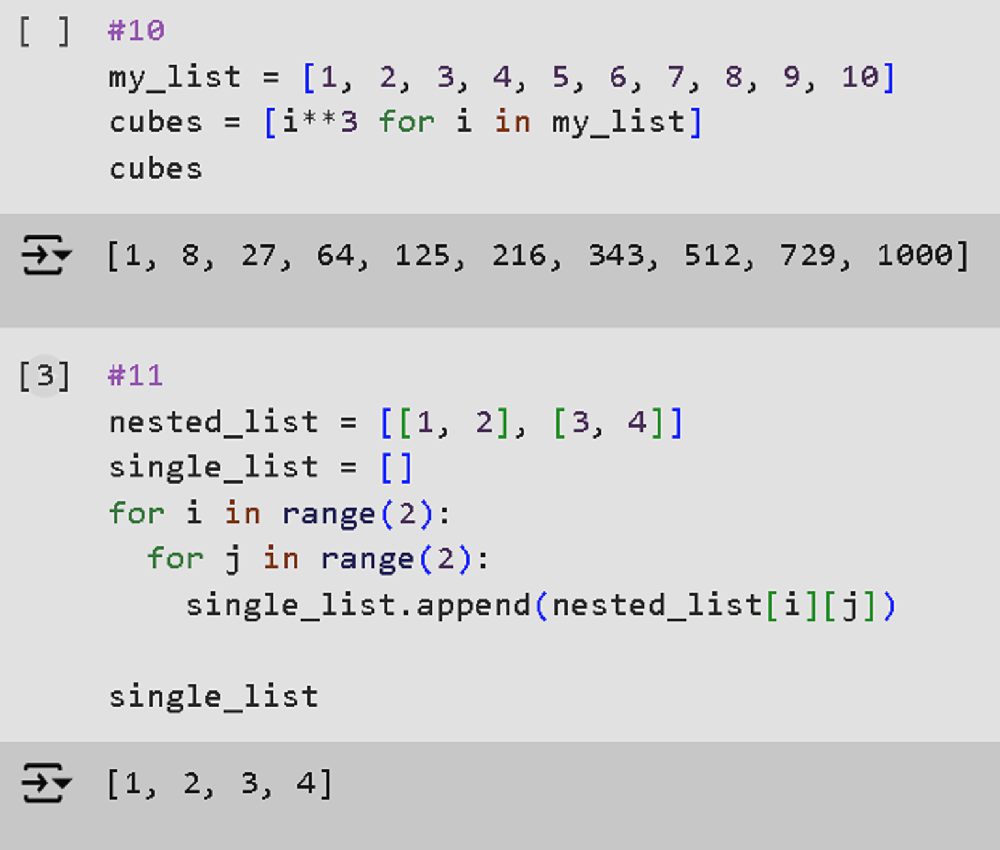 [ ] #10
my_list = [1, 2, 3, 4, 5, 6, 7, 8, 9, 10]
cubes = [i**3 for i in my_list]
cubes
[1, 8, 27, 64, 125, 216, 343, 512, 729, 1000]
[3] #11
nested_list = [[1, 2], [3, 4]]
single_list = []
for i in range(2):
  for j in range(2):
    single_list.append(nested_list[i][j])
single_list
[1, 2, 3, 4]